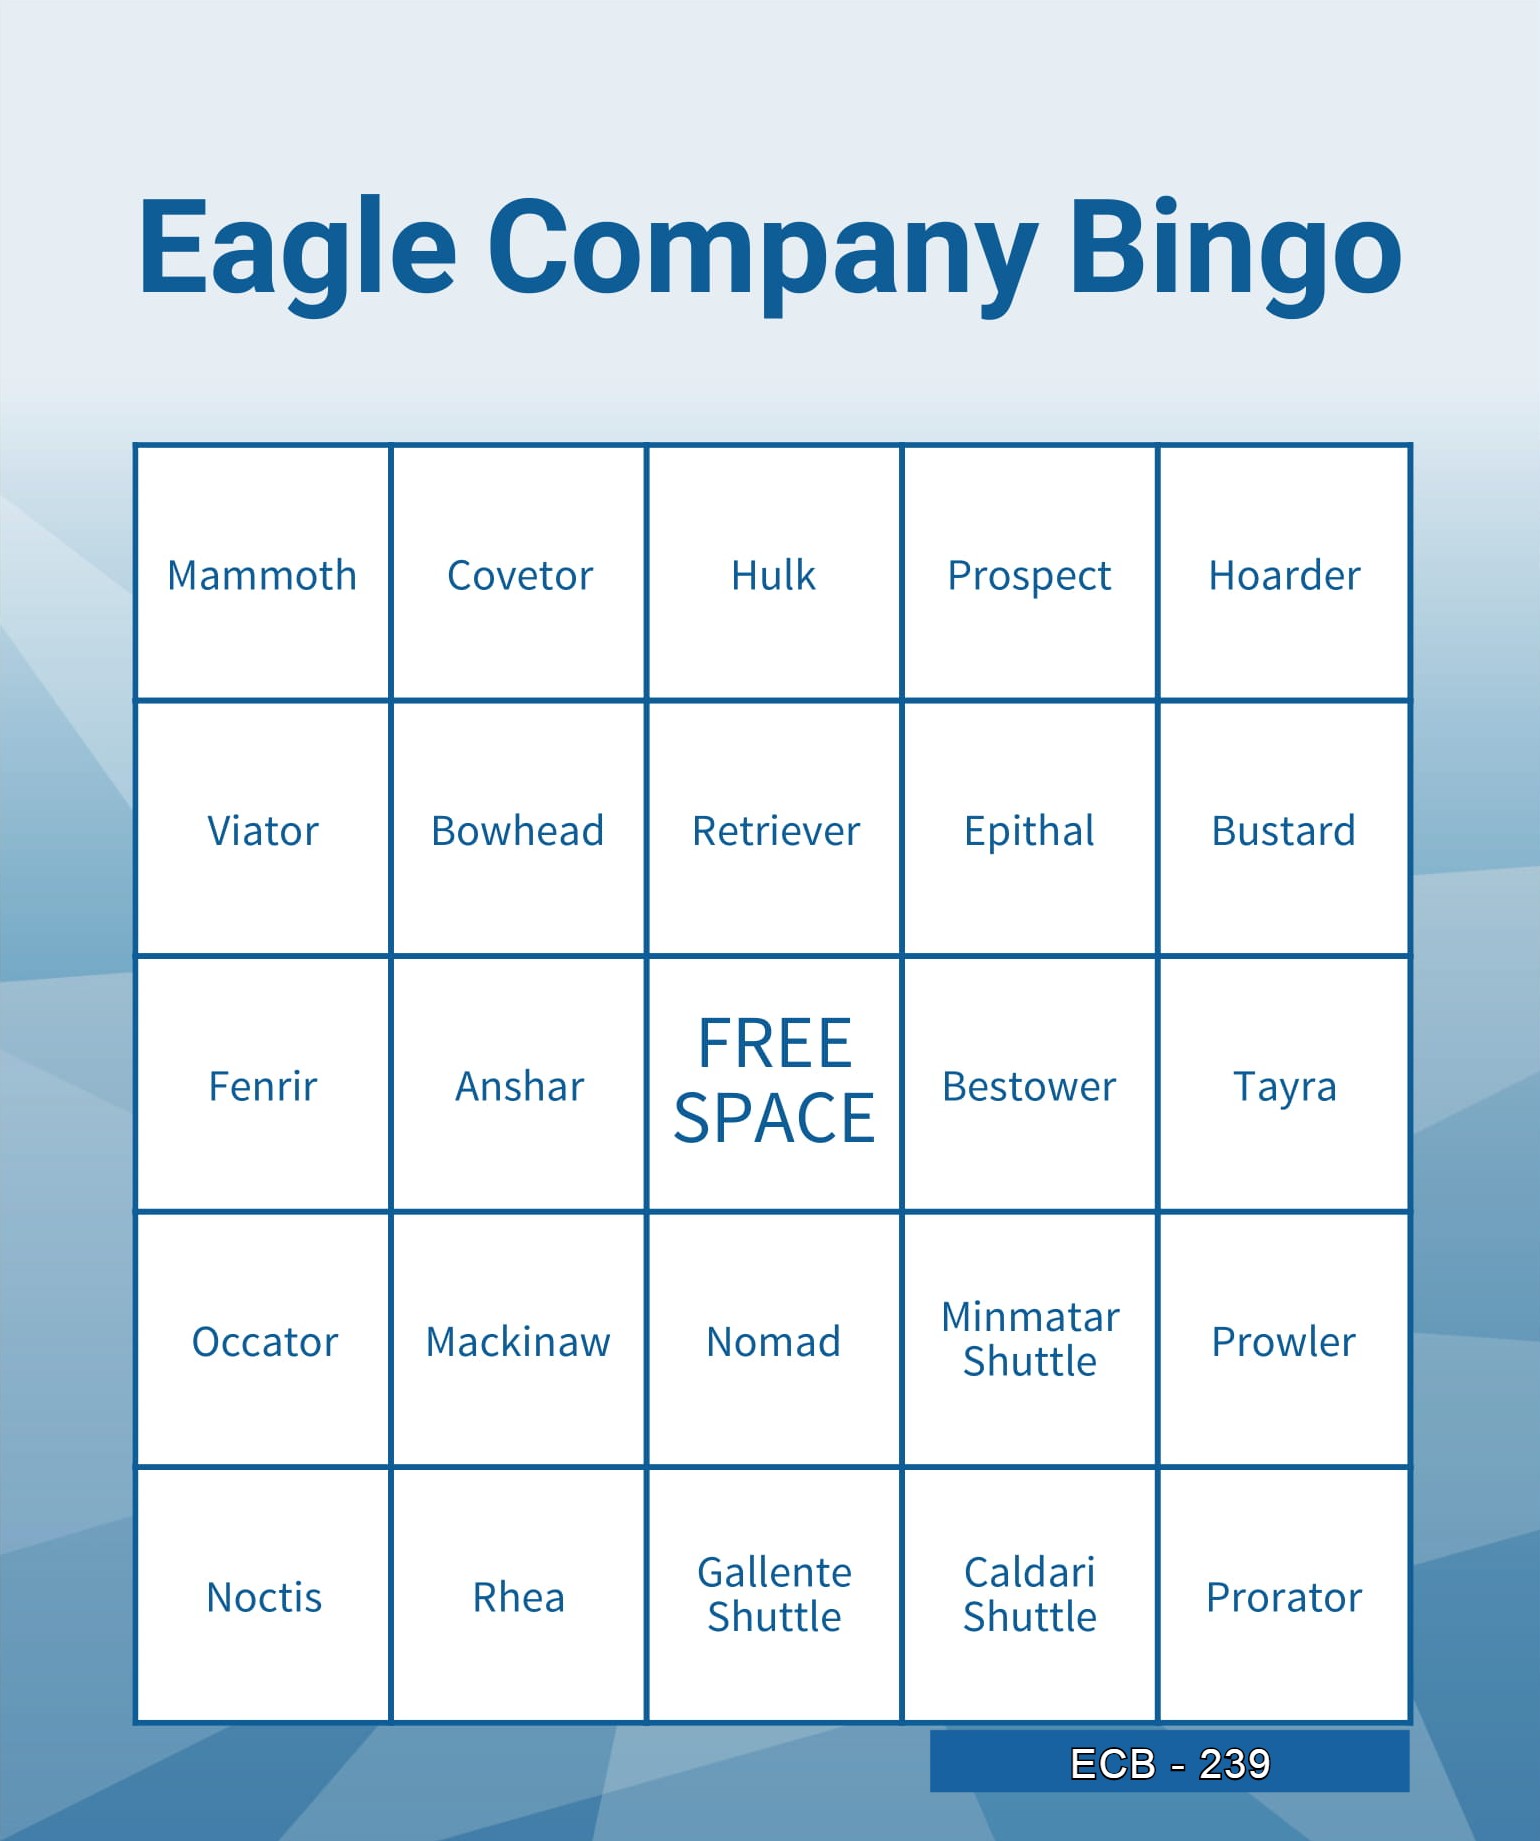 Eagle Company Bingo
Mammoth Covetor Hulk Prospect Hoarder
Viator Bowhead Retriever Epithal Bustard
Fenrir Anshar FREE SPACE Bestower Tayra
Occator Mackinaw Nomad Minmatar Shuttle Prowler
Noctis Rhea Gallente Shuttle Caldari Shuttle Prorator
ECB - 239